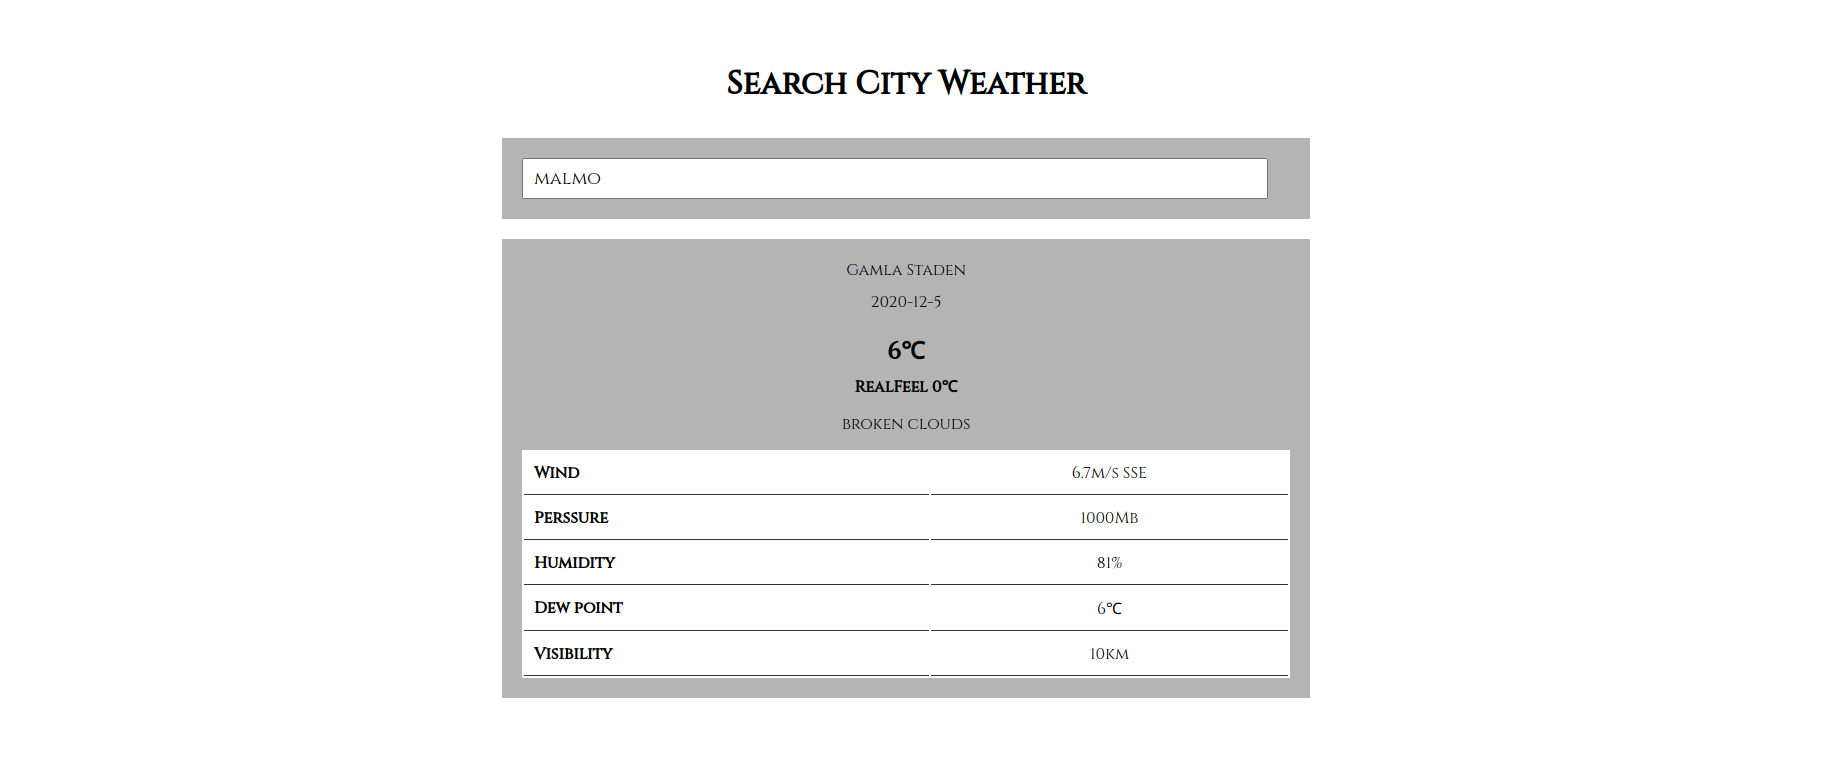 Search City Weather
malmo
Gamla Staden
2020-12-5
6℃
RealFeel 0℃
broken clouds
Wind 6.7m/s SSE
Perssure 1000Mb
Humidity 81%
Dew point 6℃
Visibility 10km